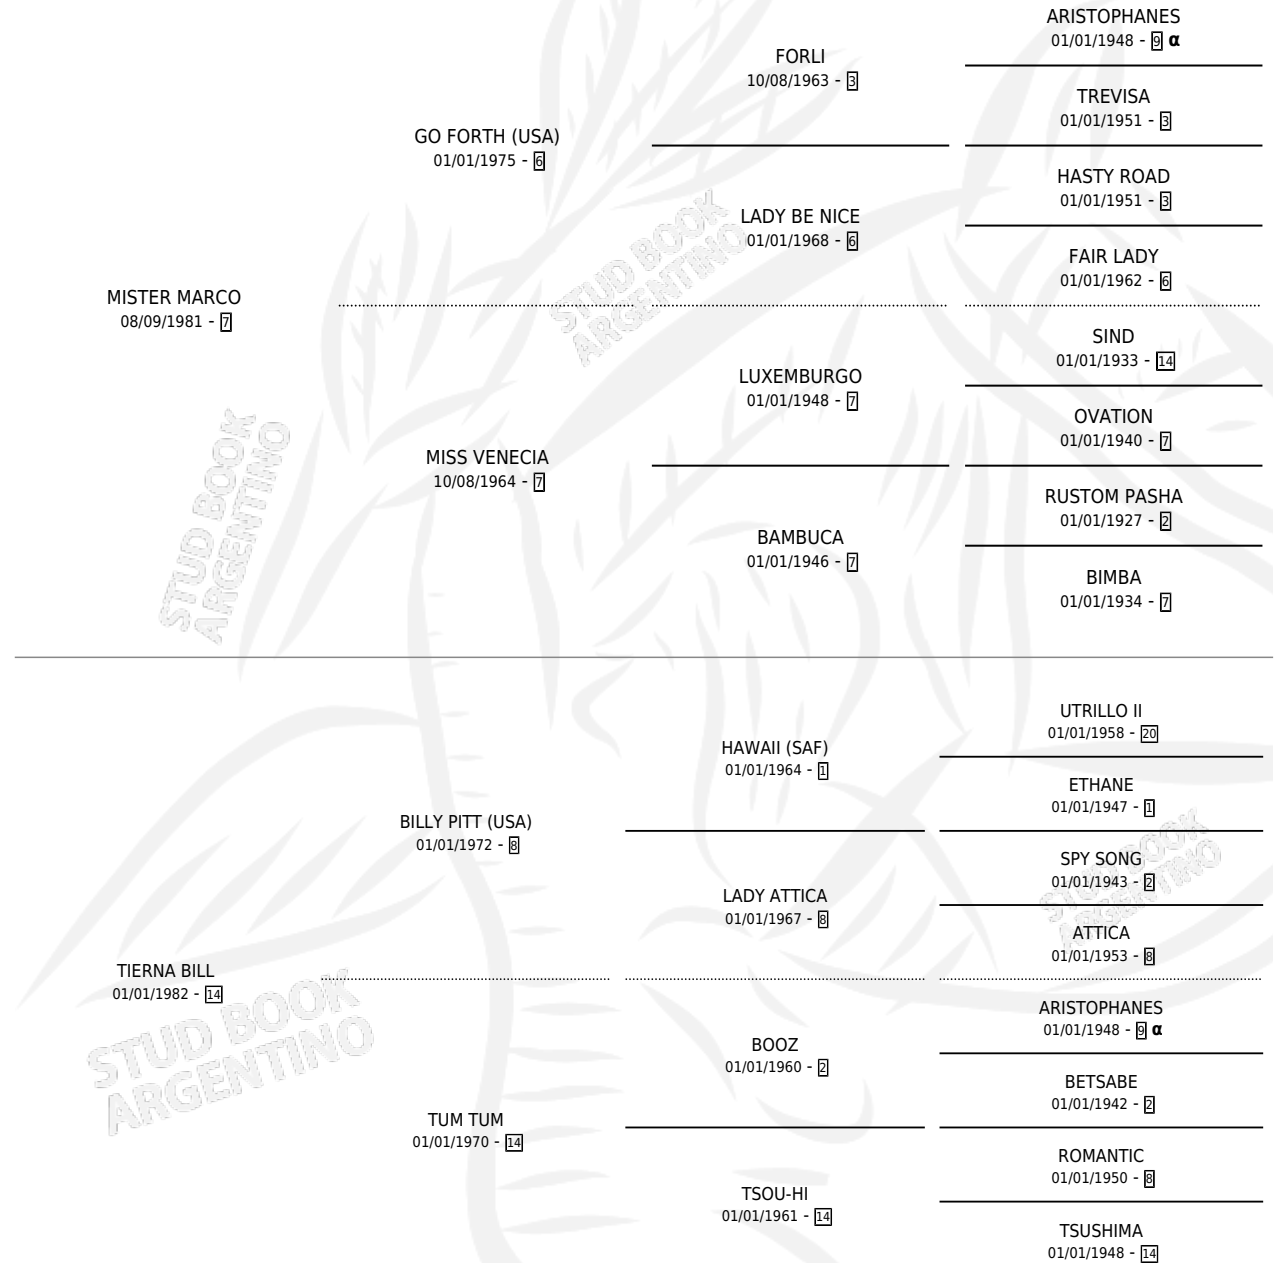 ARISTOPHANES
01/01/1948 - 9 α
FORLI
10/08/1963 - 3
TREVISA
01/01/1951 - 3
GO FORTH (USA)
01/01/1975 - 6
HASTY ROAD
01/01/1951 - 3
LADY BE NICE
01/01/1968 - 6
FAIR LADY
01/01/1962 - 6
MISTER MARCO
08/09/1981 - 7
SIND
01/01/1933 - 14
LUXEMBURGO
01/01/1948 - 7
OVATION
01/01/1940 - 7
MISS VENECIA
10/08/1964 - 7
RUSTOM PASHA
01/01/1927 - 2
BAMBUCA
01/01/1946 - 7
BIMBA
01/01/1934 - 7
UTRILLO II
01/01/1958 - 20
HAWAII (SAF)
01/01/1964 - 1
ETHANE
01/01/1947 - 1
BILLY PITT (USA)
01/01/1972 - 8
SPY SONG
01/01/1943 - 2
LADY ATTICA
01/01/1967 - 8
ATTICA
01/01/1953 - 8
TIERNA BILL
01/01/1982 - 14
ARISTOPHANES
01/01/1948 - 9 α
BOOZ
01/01/1960 - 2
BETSABE
01/01/1942 - 2
TUM TUM
01/01/1970 - 14
ROMANTIC
01/01/1950 - 8
TSOU-HI
01/01/1961 - 14
TSUSHIMA
01/01/1948 - 14
STUD BOOK
ARGENTINO
STUD BOOK
ARGENTINO
STUD BOOK
ARGENTINO
STUD BOOK
ARGENTINO